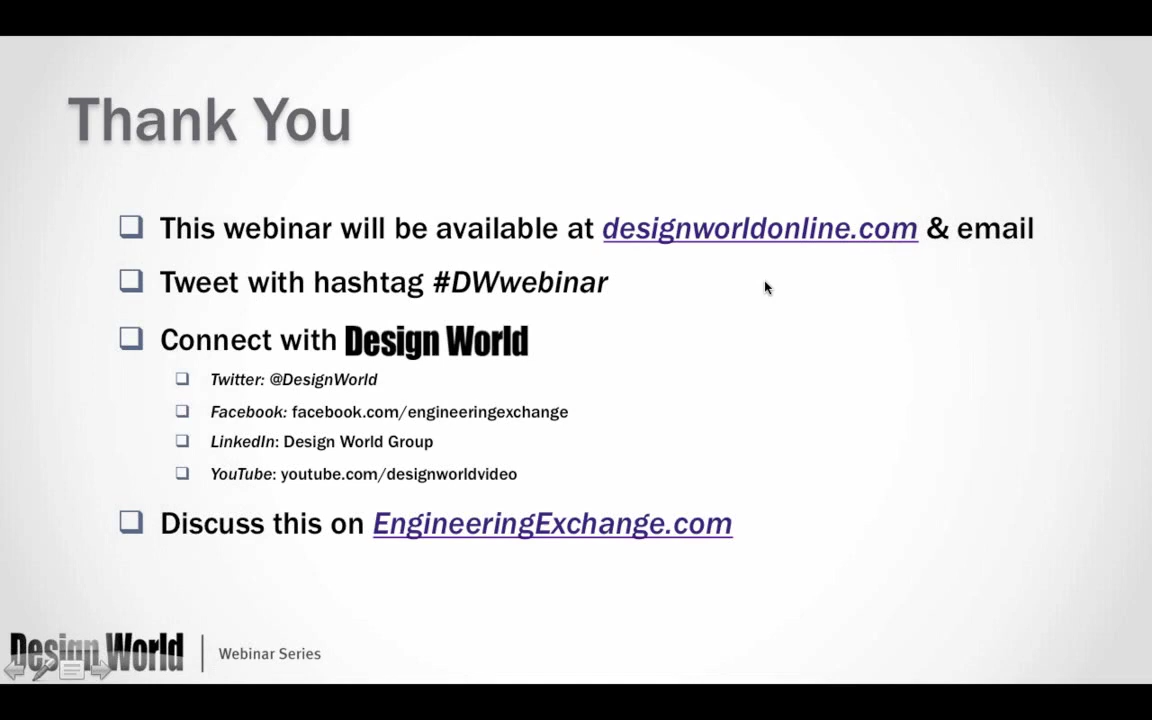 Thank You
This webinar will be available at designworldonline.com & email
Tweet with hashtag #DWwebinar
Connect with Design World
Twitter: @DesignWorld
Facebook: facebook.com/engineeringexchange
LinkedIn: Design World Group
YouTube: youtube.com/designworldvideo
Discuss this on EngineeringExchange.com
Design World | Webinar Series